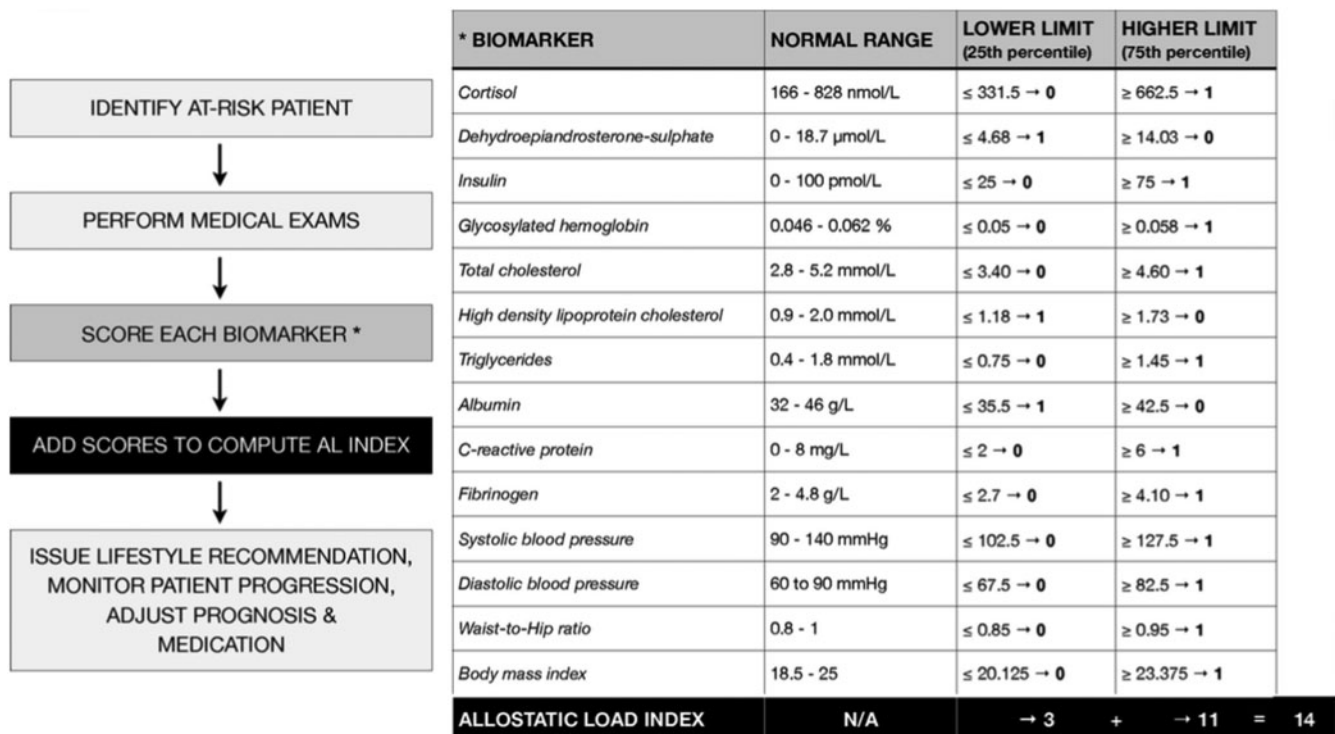 IDENTIFY AT-RISK PATIENT
PERFORM MEDICAL EXAMS
SCORE EACH BIOMARKER *
ADD SCORES TO COMPUTE AL INDEX
ISSUE LIFESTYLE RECOMMENDATION,
MONITOR PATIENT PROGRESSION,
ADJUST PROGNOSIS &
MEDICATION
* BIOMARKER NORMAL RANGE LOWER LIMIT (25th percentile) HIGHER LIMIT (75th percentile)
Cortisol 166 - 828 nmol/L ≤ 331.5 → 0 ≥ 662.5 → 1
Dehydroepiandrosterone-sulphate 0 - 18.7 µmol/L ≤ 4.68 → 1 ≥ 14.03 → 0
Insulin 0 - 100 pmol/L ≤ 25 → 0 ≥ 75 → 1
Glycosylated hemoglobin 0.046 - 0.062 % ≤ 0.05 → 0 ≥ 0.058 → 1
Total cholesterol 2.8 - 5.2 mmol/L ≤ 3.40 → 0 ≥ 4.60 → 1
High density lipoprotein cholesterol 0.9 - 2.0 mmol/L ≤ 1.18 → 1 ≥ 1.73 → 0
Triglycerides 0.4 - 1.8 mmol/L ≤ 0.75 → 0 ≥ 1.45 → 1
Albumin 32 - 46 g/L ≤ 35.5 → 1 ≥ 42.5 → 0
C-reactive protein 0 - 8 mg/L ≤ 2 → 0 ≥ 6 → 1
Fibrinogen 2 - 4.8 g/L ≤ 2.7 → 0 ≥ 4.10 → 1
Systolic blood pressure 90 - 140 mmHg ≤ 102.5 → 0 ≥ 127.5 → 1
Diastolic blood pressure 60 to 90 mmHg ≤ 67.5 → 0 ≥ 82.5 → 1
Waist-to-Hip ratio 0.8 - 1 ≤ 0.85 → 0 ≥ 0.95 → 1
Body mass index 18.5 - 25 ≤ 20.125 → 0 ≥ 23.375 → 1
ALLOSTATIC LOAD INDEX N/A → 3 + → 11 = 14